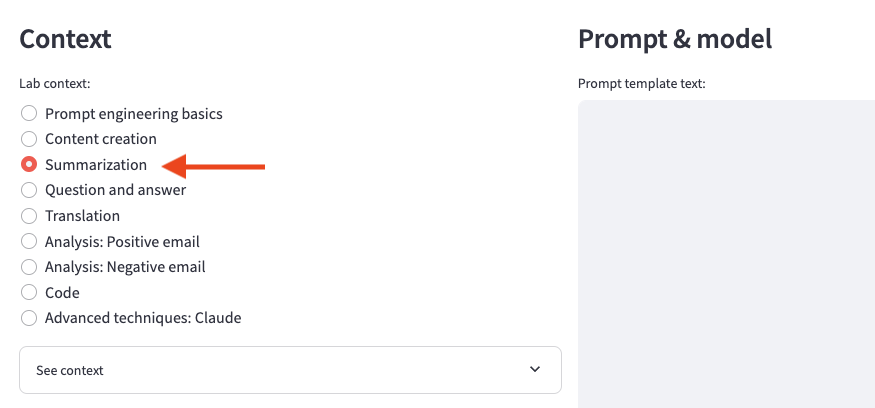 Context
Lab context:
Prompt engineering basics
Content creation
Summarization
Question and answer
Translation
Analysis: Positive email
Analysis: Negative email
Code
Advanced techniques: Claude
See context
Prompt & model
Prompt template text: